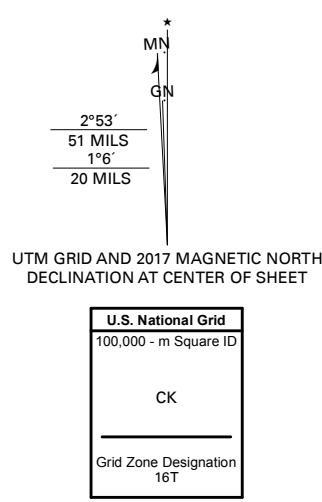 ★
MN
GN
2°53´
51 MILS
1°6´
20 MILS
UTM GRID AND 2017 MAGNETIC NORTH
DECLINATION AT CENTER OF SHEET
U.S. National Grid
100,000 - m Square ID
CK
Grid Zone Designation
16T